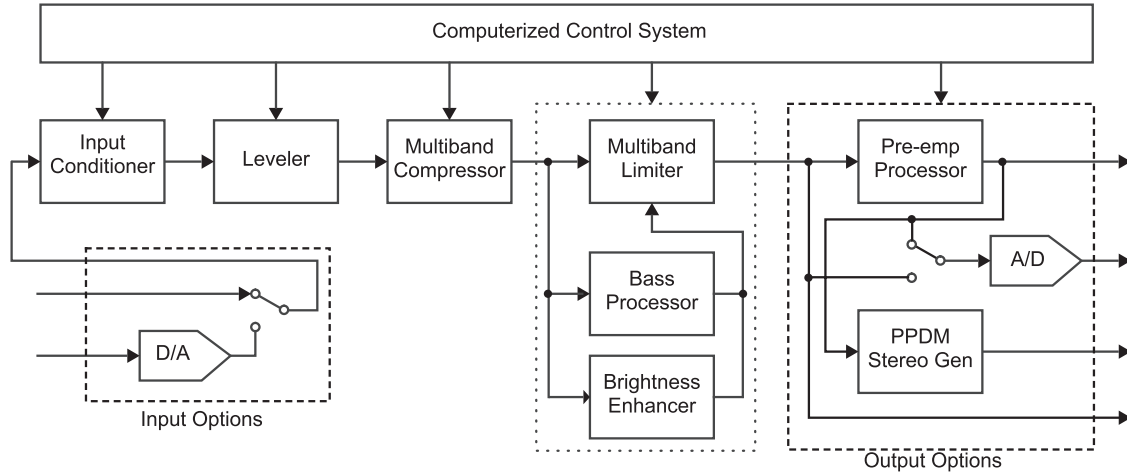 Computerized Control System
Input
Conditioner
Leveler
Multiband
Compressor
Multiband
Limiter
Pre-emp
Processor
Bass
Processor
A/D
D/A
PPDM
Stereo Gen
Brightness
Enhancer
Input Options
Output Options